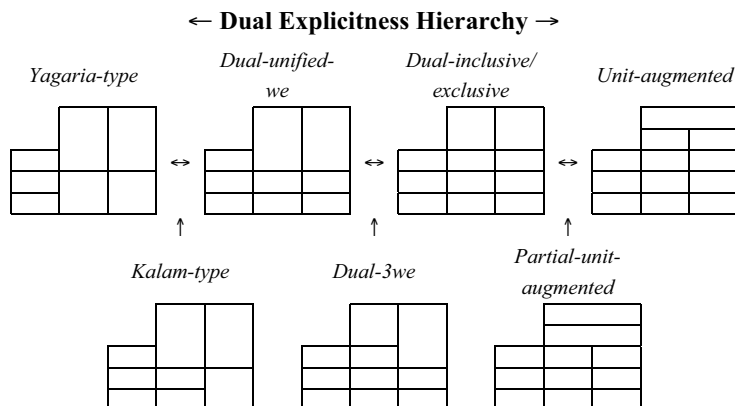 ← Dual Explicitness Hierarchy →
Yagaria-type
Dual-unified-
we
Dual-inclusive/
exclusive
Unit-augmented
↔ ↔ ↔
↑ ↑ ↑
Kalam-type
Dual-3we
Partial-unit-
augmented